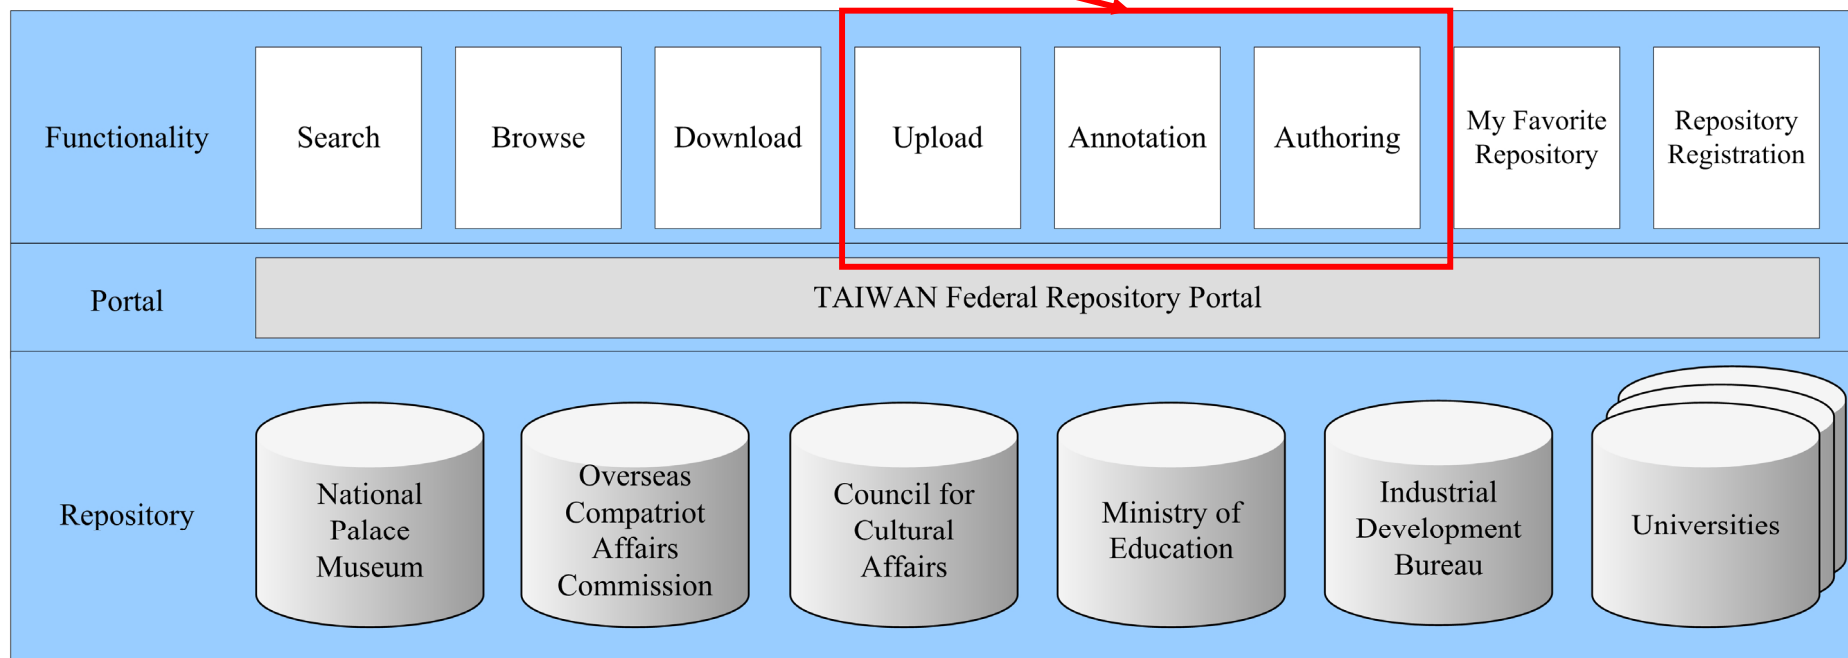 Functionality
Search
Browse
Download
Upload
Annotation
Authoring
My Favorite
Repository
Repository
Registration
Portal
TAIWAN Federal Repository Portal
Repository
National
Palace
Museum
Overseas
Compatriot
Affairs
Commission
Council for
Cultural
Affairs
Ministry of
Education
Industrial
Development
Bureau
Universities